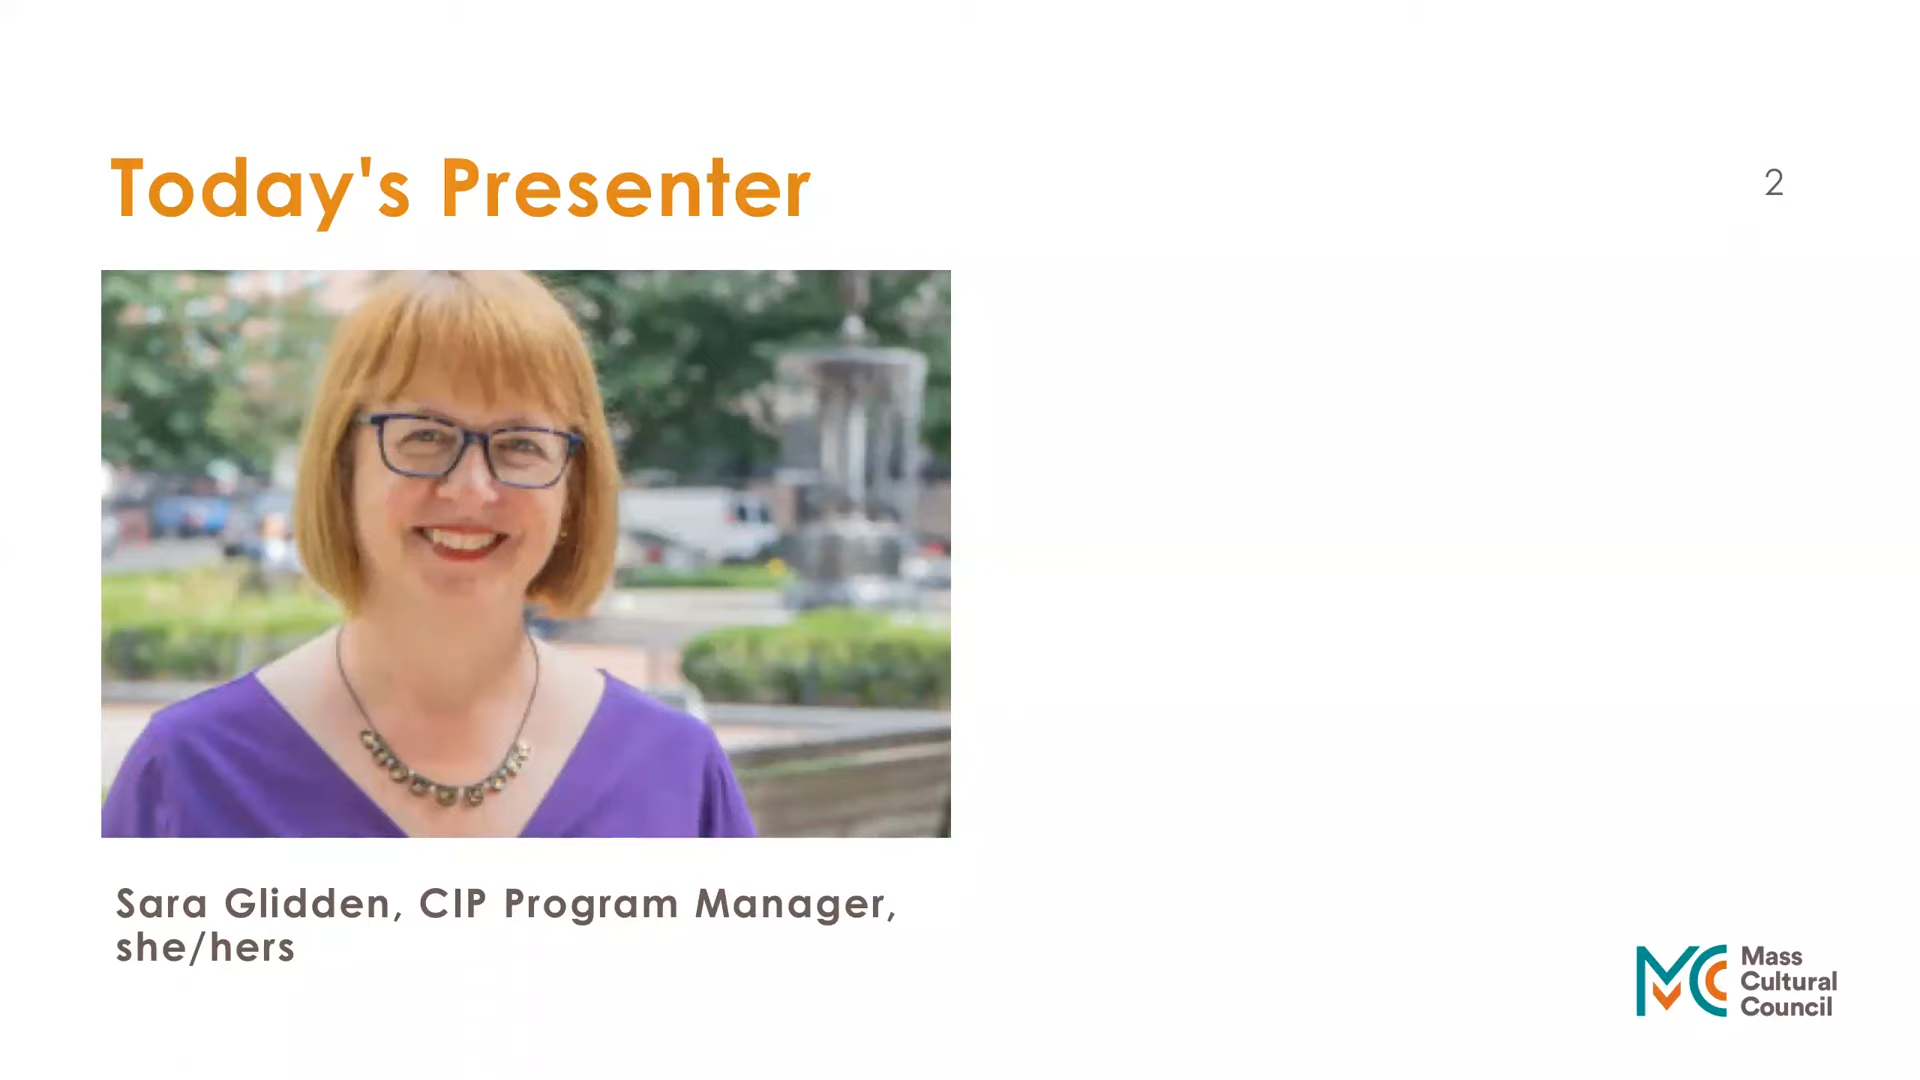 Today's Presenter
2
Sara Glidden, CIP Program Manager,
she/hers
Mass
Cultural
Council